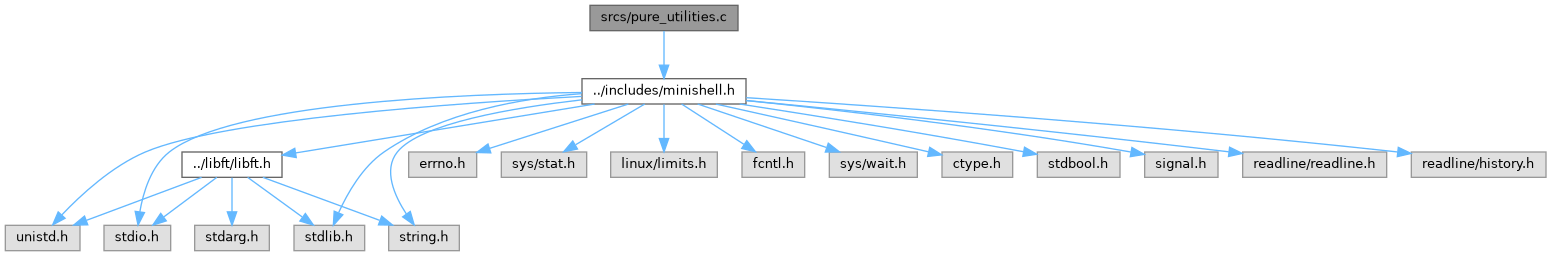 srcs/pure_utilities.c
../includes/minishell.h
../libft/libft.h
errno.h
sys/stat.h
linux/limits.h
fcntl.h
sys/wait.h
ctype.h
stdbool.h
signal.h
readline/readline.h
readline/history.h
unistd.h
stdio.h
stdarg.h
stdlib.h
string.h